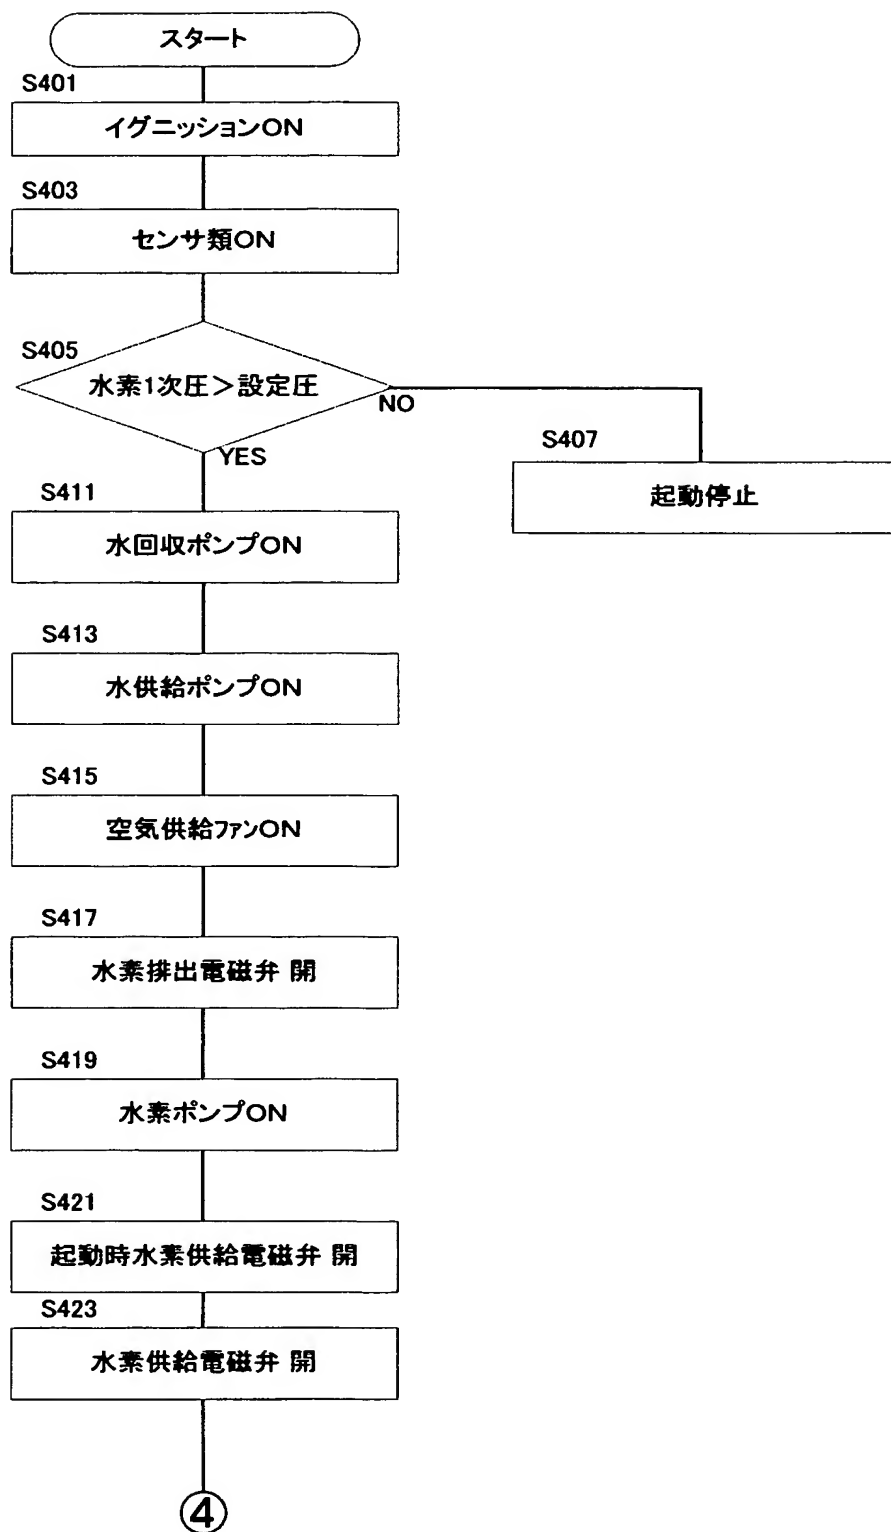 スタート
S401
イグニッションON
S403
センサ類ON
S405
水素1次圧＞設定圧
NO
YES
S407
起動停止
S411
水回収ポンプON
S413
水供給ポンプON
S415
空気供給ファンON
S417
水素排出電磁弁 開
S419
水素ポンプON
S421
起動時水素供給電磁弁 開
S423
水素供給電磁弁 開
④